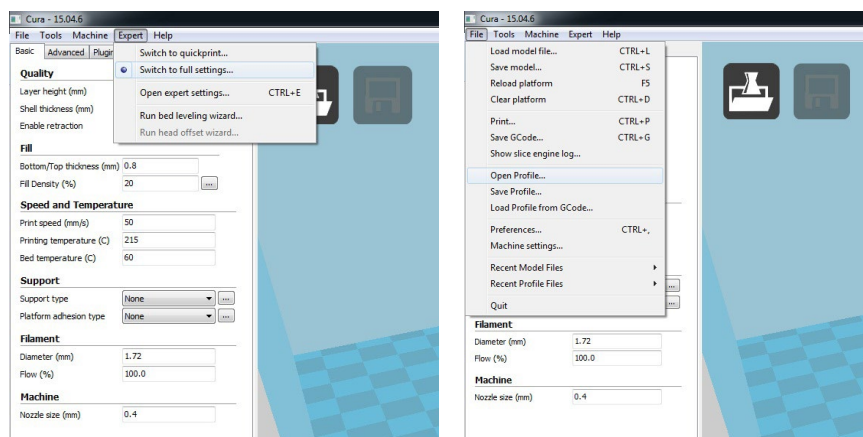 Cura - 15.04.6
File Tools Machine Expert Help
Basic Advanced Plugin
Switch to quickprint...
Switch to full settings...
Open expert settings... CTRL+E
Run bed leveling wizard...
Run head offset wizard...
Quality
Layer height (mm)
Shell thickness (mm)
Enable retraction
Fill
Bottom/Top thickness (mm) 0.8
Fill Density (%) 20 ...
Speed and Temperature
Print speed (mm/s) 50
Printing temperature (C) 215
Bed temperature (C) 60
Support
Support type None ...
Platform adhesion type None ...
Filament
Diameter (mm) 1.72
Flow (%) 100.0
Machine
Nozzle size (mm) 0.4
Cura - 15.04.6
File Tools Machine Expert Help
Load model file... CTRL+L
Save model... CTRL+S
Reload platform F5
Clear platform CTRL+D
Print... CTRL+P
Save GCode... CTRL+G
Show slice engine log...
Open Profile...
Save Profile...
Load Profile from GCode...
Preferences... CTRL+,
Machine settings...
Recent Model Files
Recent Profile Files
Quit
...
...
Filament
Diameter (mm) 1.72
Flow (%) 100.0
Machine
Nozzle size (mm) 0.4